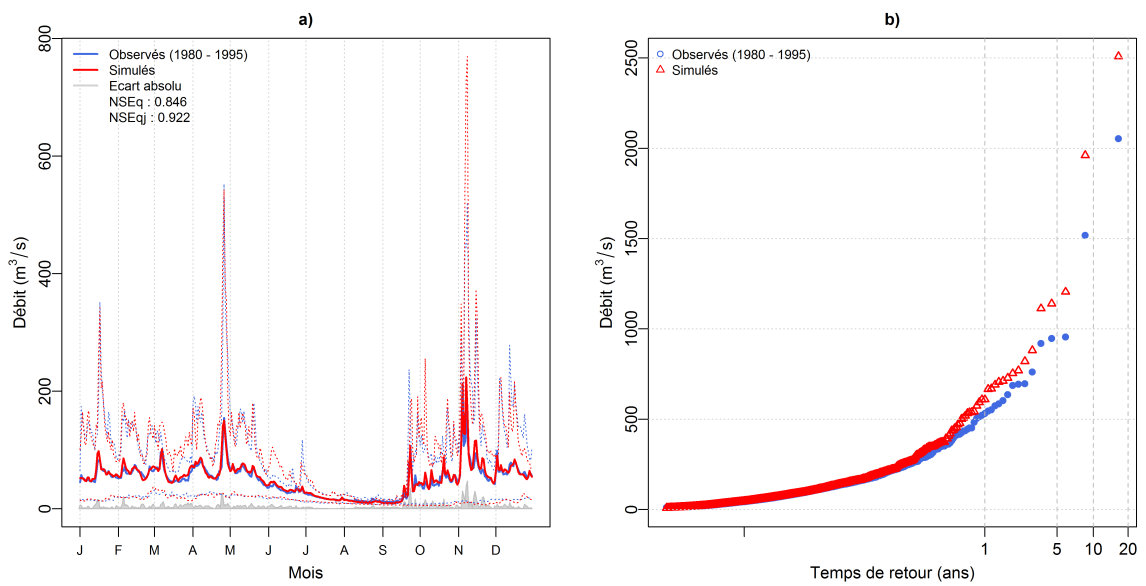 a)
Observés (1980 - 1995)
Simulés
Ecart absolu
NSEq : 0.846
NSEqj : 0.922
Débit (m³/s)
800
600
400
200
0
J F M A M J J A S O N D
Mois
b)
Observés (1980 - 1995)
Simulés
Débit (m³/s)
2500
2000
1500
1000
500
0
1 5 10 20
Temps de retour (ans)